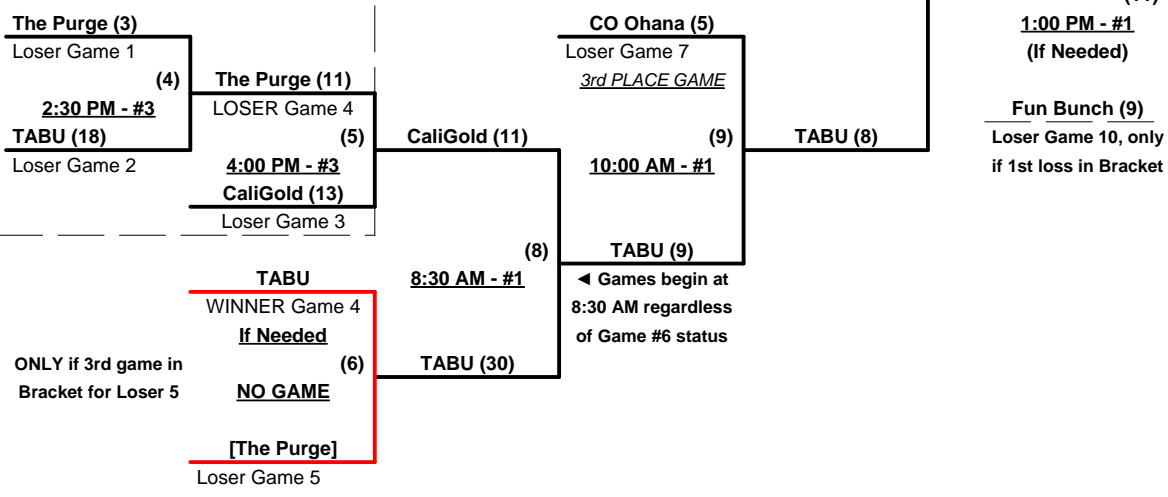 The Purge (3)
Loser Game 1
(4)
2:30 PM - #3
TABU (18)
Loser Game 2
The Purge (11)
LOSER Game 4
(5)
4:00 PM - #3
CaliGold (13)
Loser Game 3
CaliGold (11)
(8)
8:30 AM - #1
TABU
WINNER Game 4
If Needed
(6)
NO GAME
ONLY if 3rd game in
Bracket for Loser 5
[The Purge]
Loser Game 5
TABU (30)
CO Ohana (5)
Loser Game 7
3rd PLACE GAME
(9)
10:00 AM - #1
TABU (9)
◄ Games begin at
8:30 AM regardless
of Game #6 status
TABU (8)
1:00 PM - #1
(If Needed)
Fun Bunch (9)
Loser Game 10, only
if 1st loss in Bracket